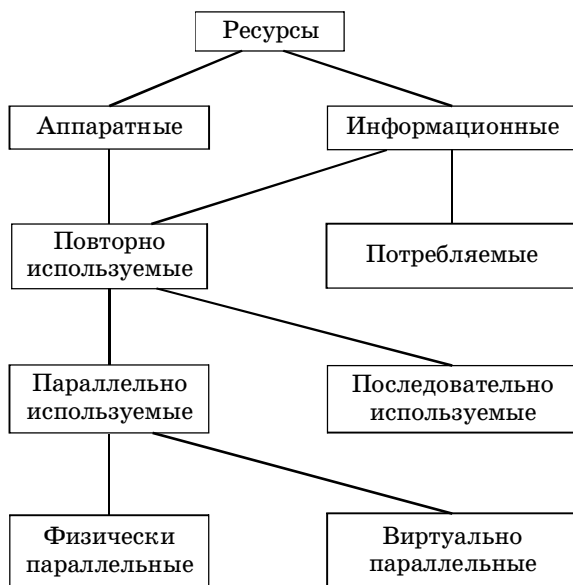 Ресурсы
Аппаратные
Информационные
Повторно
используемые
Потребляемые
Параллельно
используемые
Последовательно
используемые
Физически
параллельные
Виртуально
параллельные